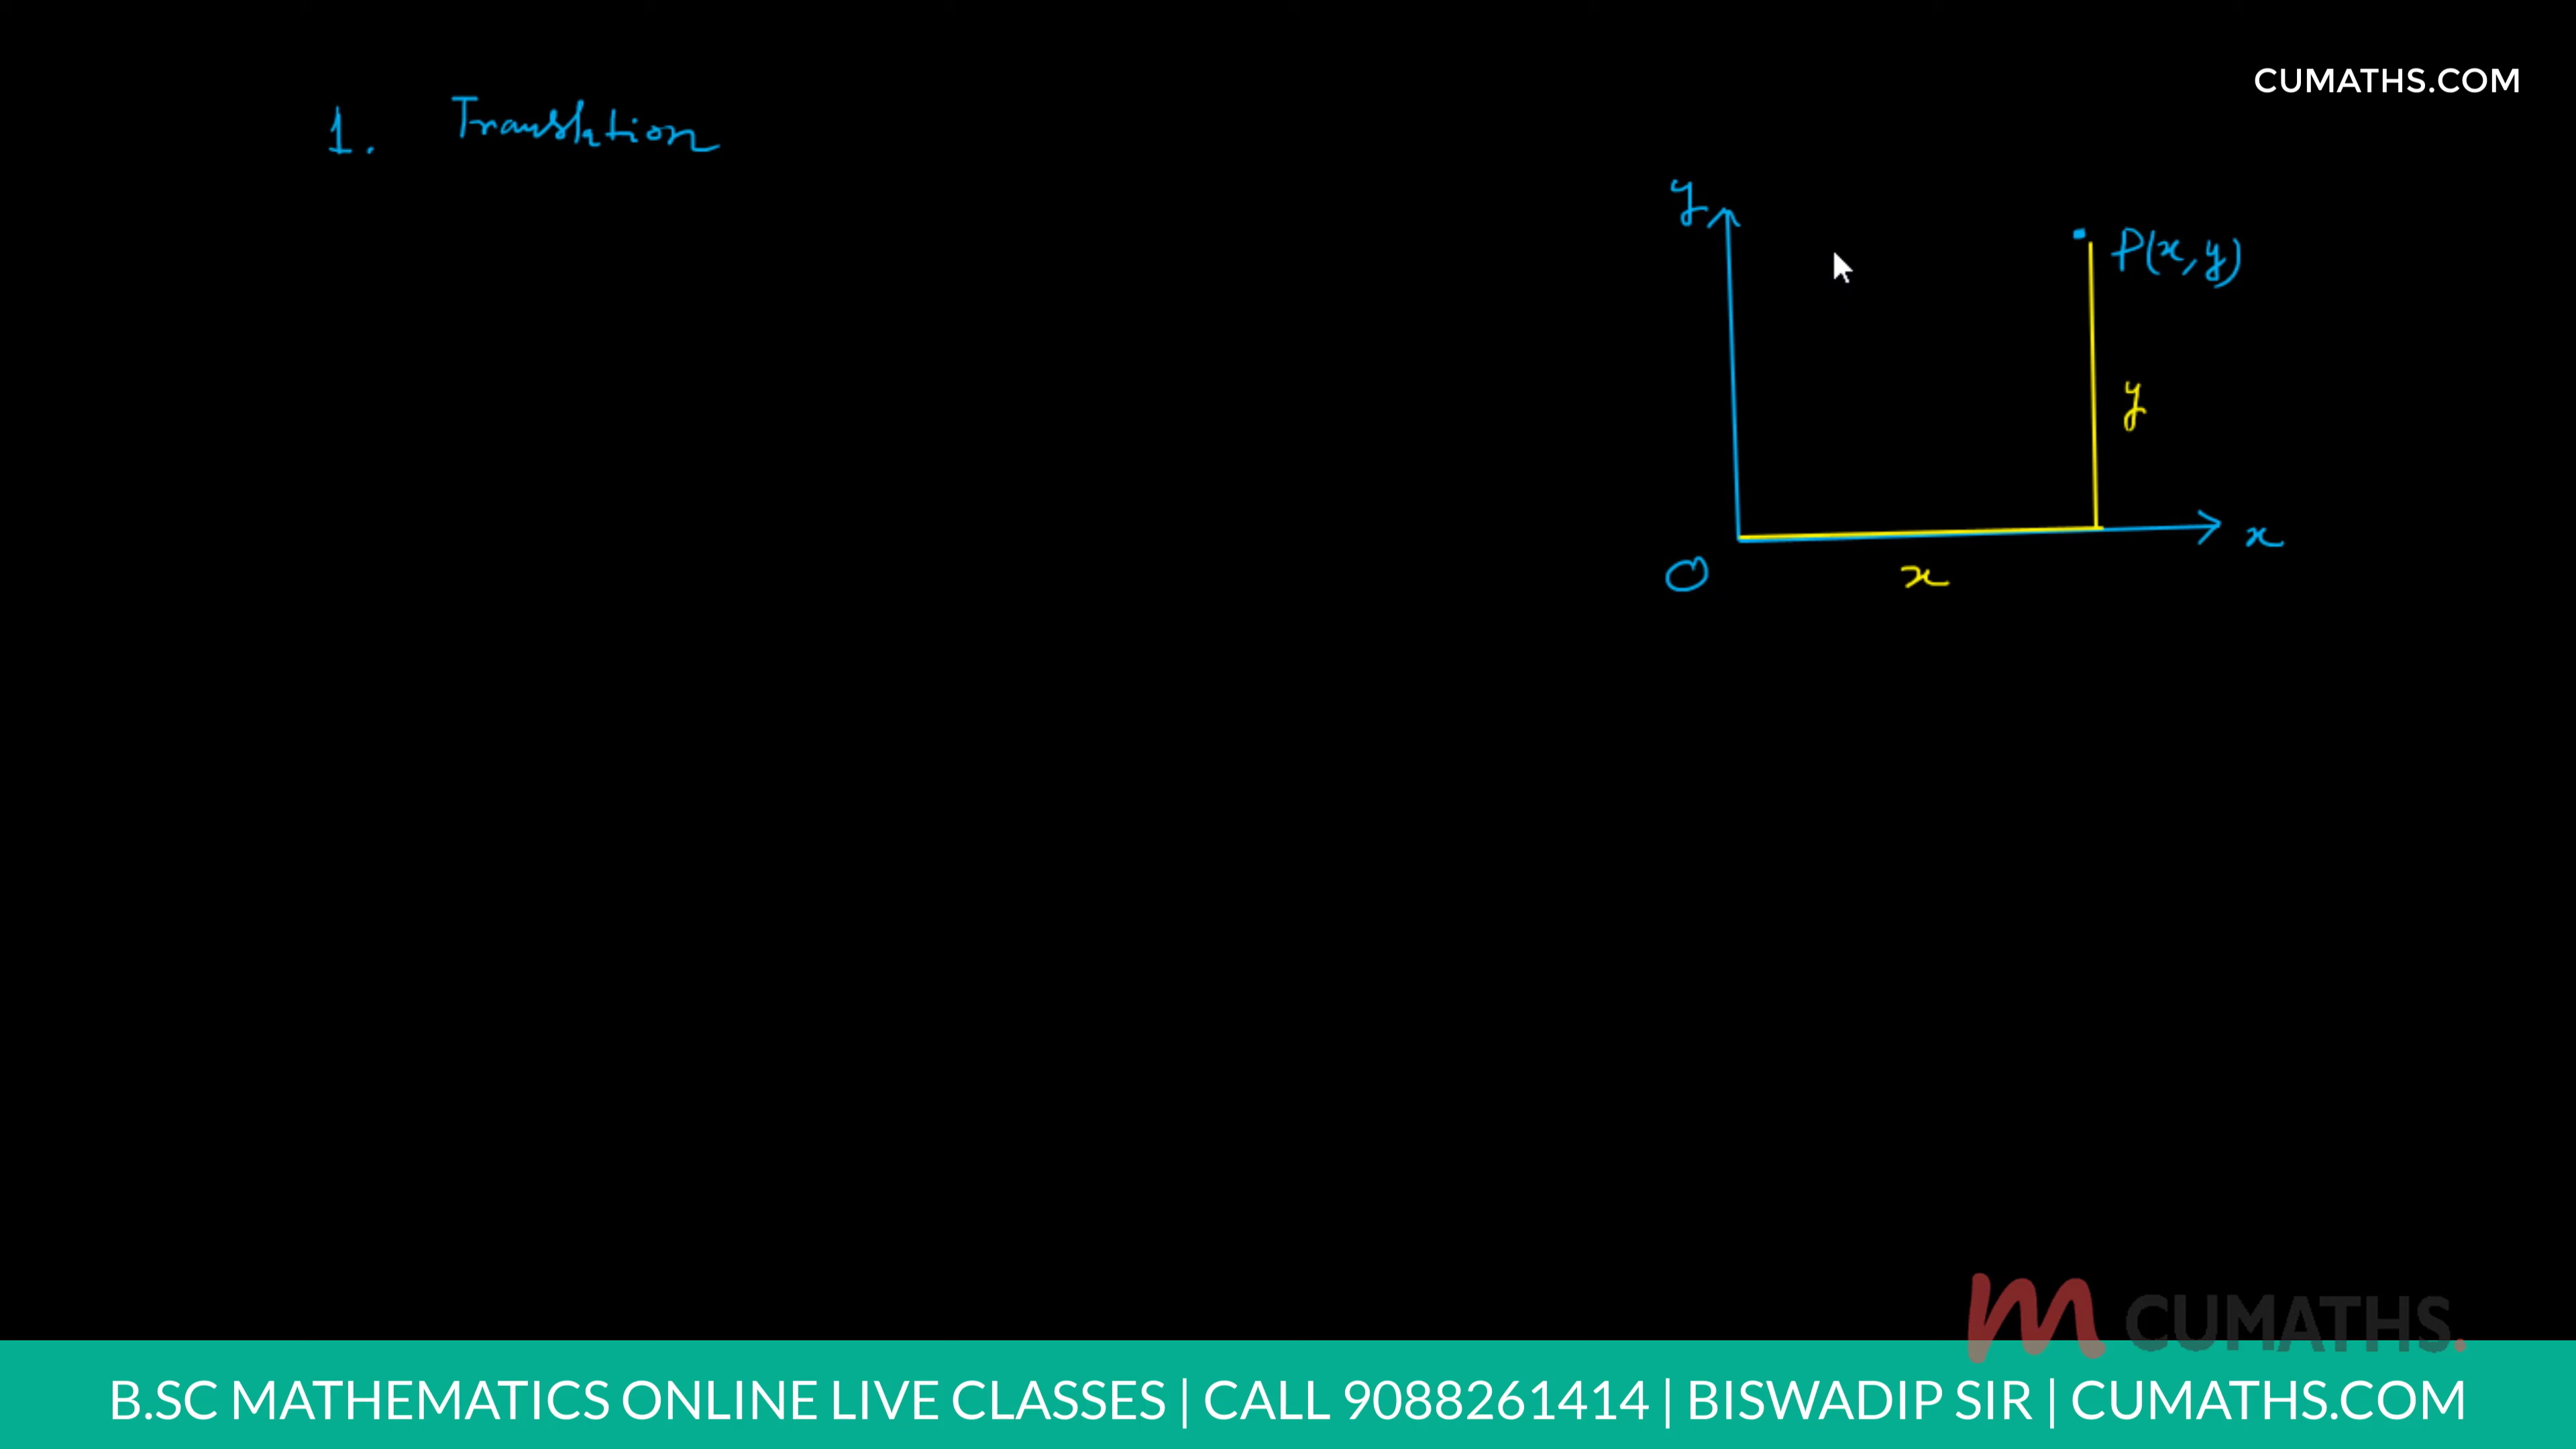 CUMATHS.COM
1. Translation
y
P(x, y)
y
x
O
x
CUMATHS.
B.SC MATHEMATICS ONLINE LIVE CLASSES | CALL 9088261414 | BISWADIP SIR | CUMATHS.COM